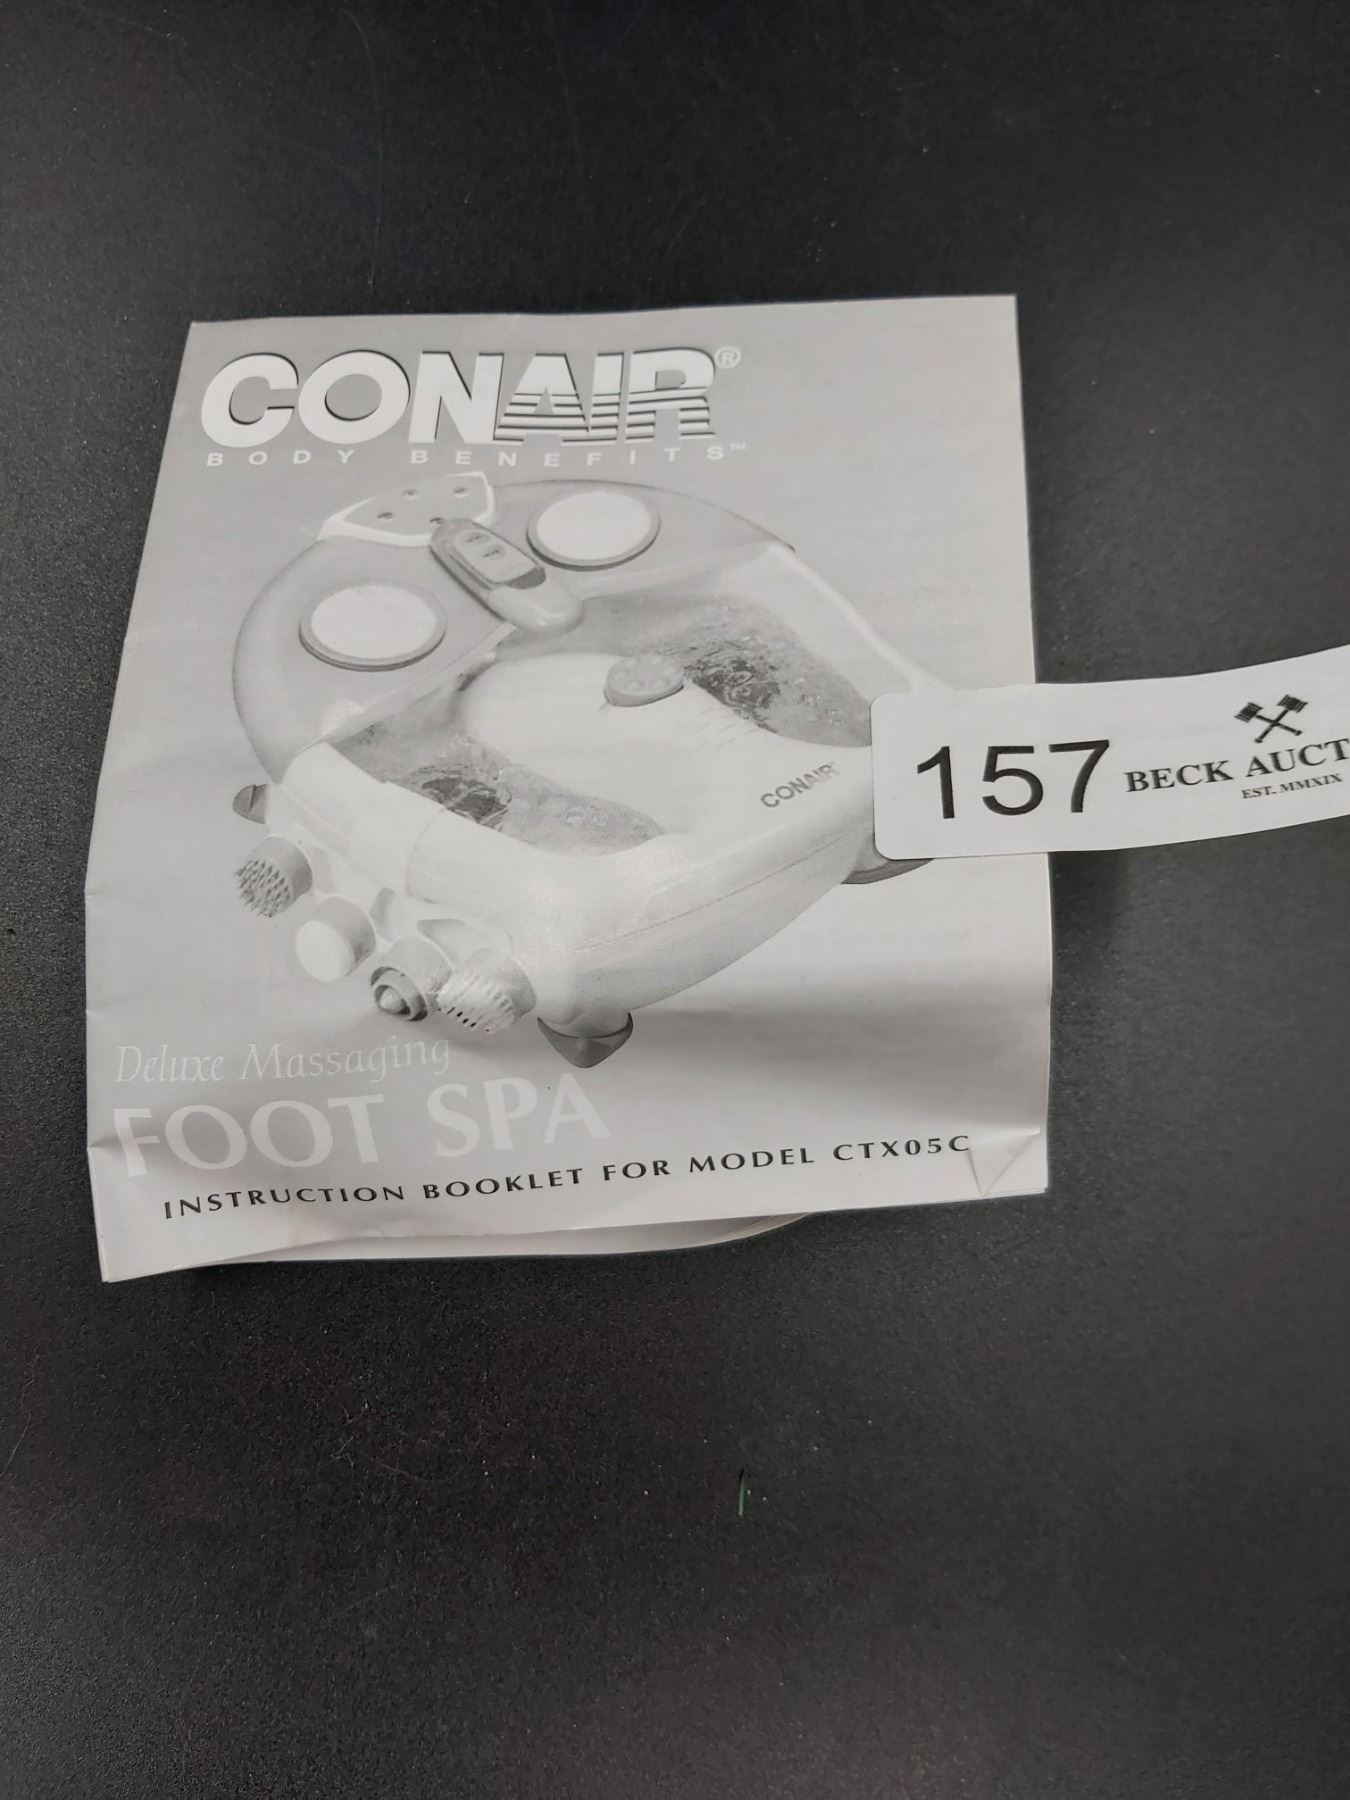 CONAIR®
BODY BENEFITS™
CONAIR
157
BECK AUCT
EST. MMXIX
Deluxe Massaging
FOOT SPA
INSTRUCTION BOOKLET FOR MODEL CTX05C